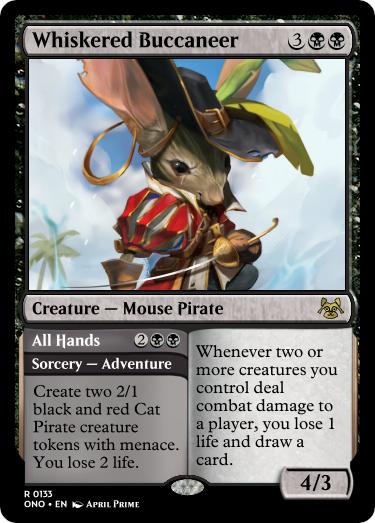 Whiskered Buccaneer 3
Creature — Mouse Pirate
All Hands 2
Sorcery — Adventure
Create two 2/1
black and red Cat
Pirate creature
tokens with menace.
You lose 2 life.
Whenever two or
more creatures you
control deal
combat damage to
a player, you lose 1
life and draw a
card.
4/3
R 0133
ONO • EN April Prime